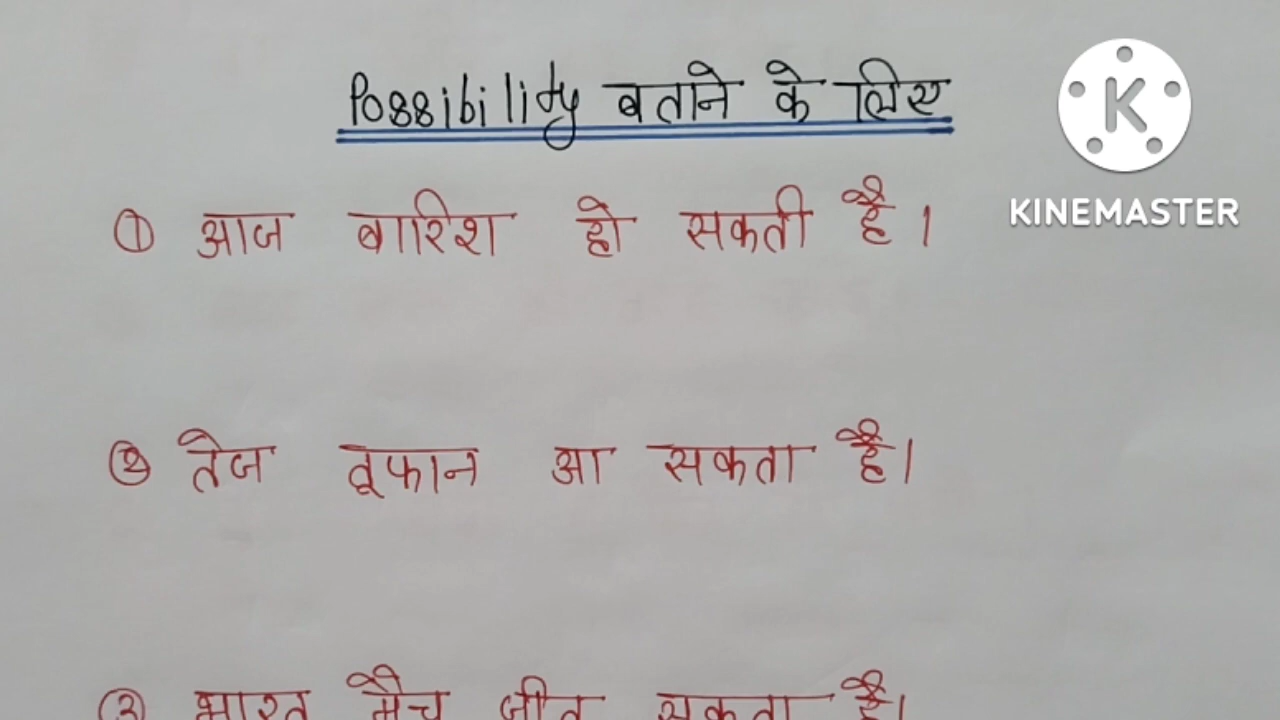 Possibility बताने के लिए
① आज बारिश हो सकती है।
② तेज तूफान आ सकता है।
③ भारत मैच जीत सकता है।
K
KINEMASTER